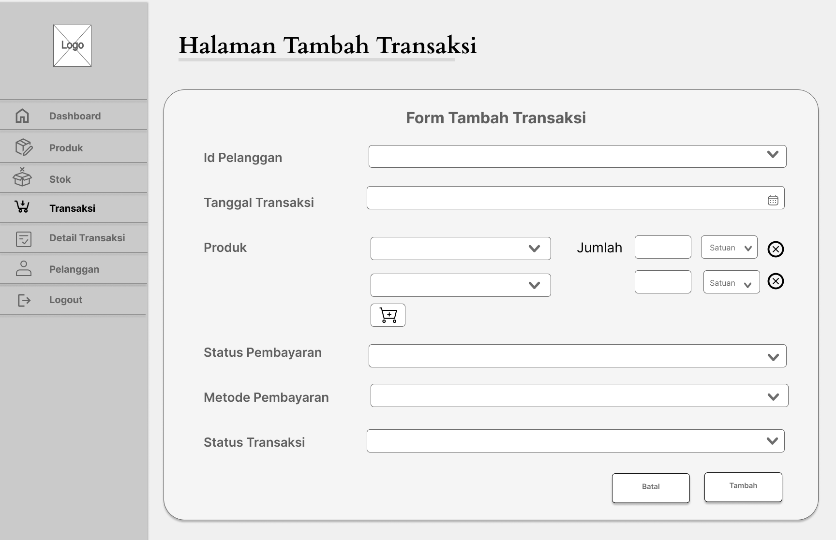 Logo
Halaman Tambah Transaksi
Dashboard
Produk
Stok
Transaksi
Detail Transaksi
Pelanggan
Logout
Form Tambah Transaksi
Id Pelanggan
Tanggal Transaksi
Produk
Jumlah
Satuan
Satuan
Status Pembayaran
Metode Pembayaran
Status Transaksi
Batal
Tambah